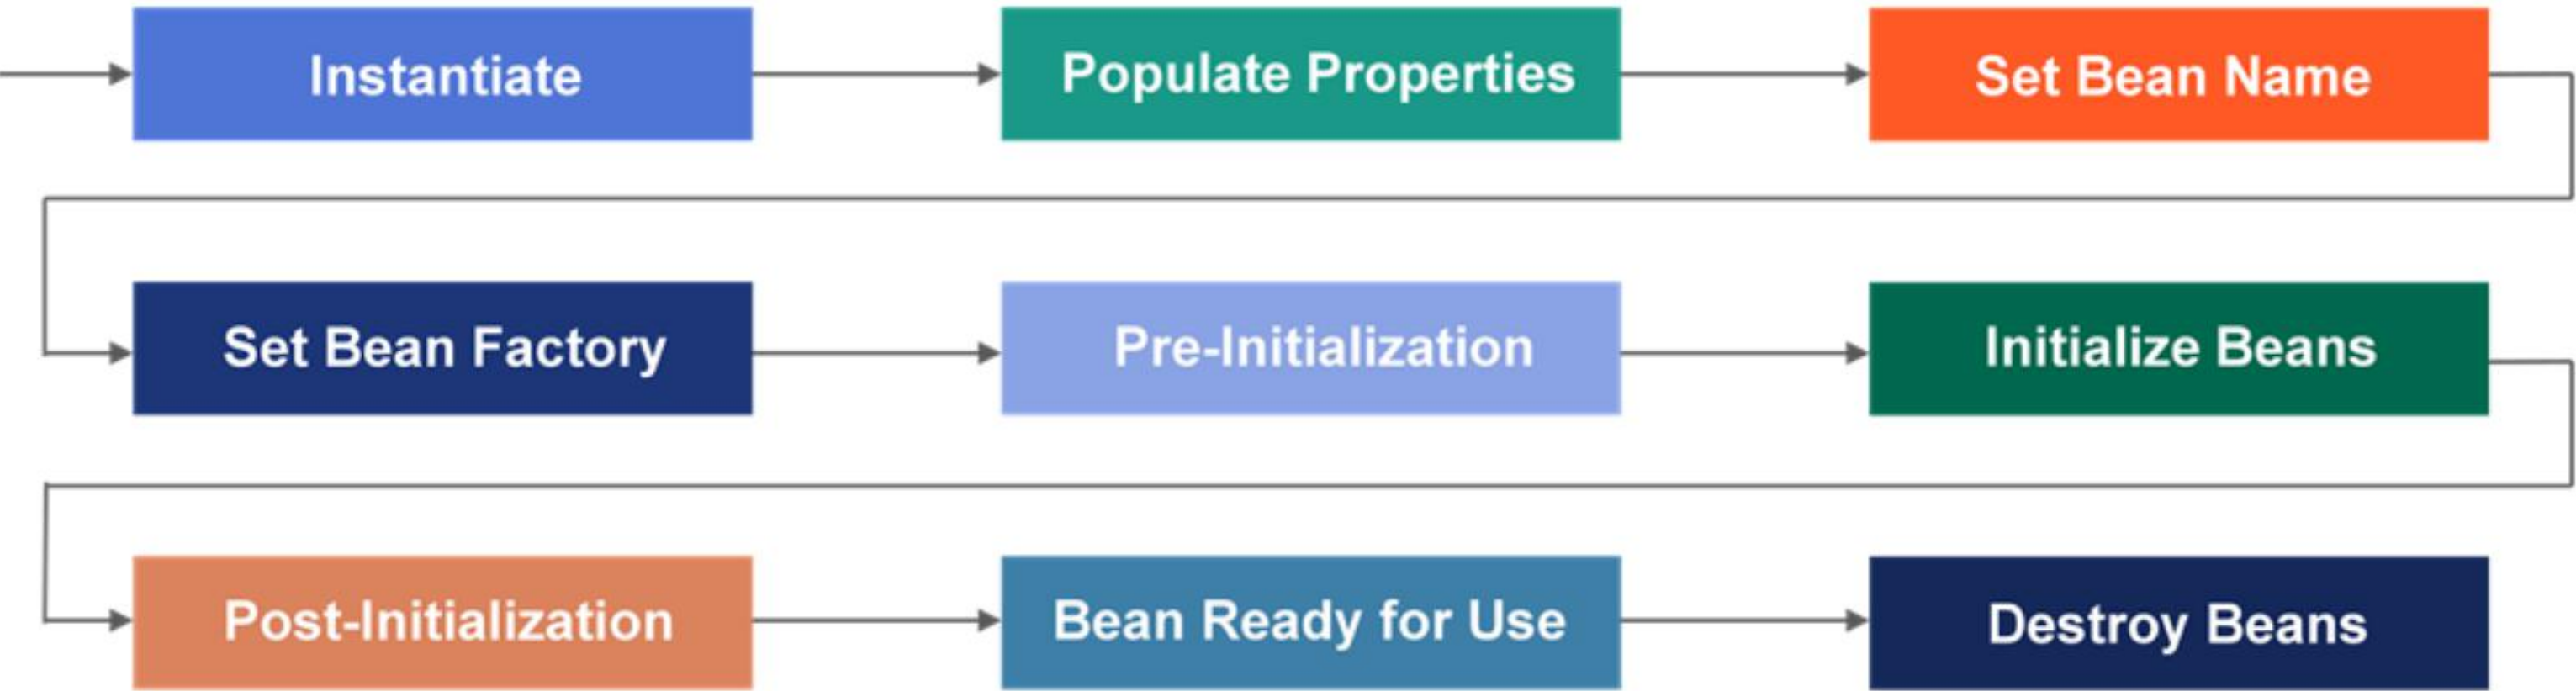 Instantiate
Populate Properties
Set Bean Name
Set Bean Factory
Pre-Initialization
Initialize Beans
Post-Initialization
Bean Ready for Use
Destroy Beans